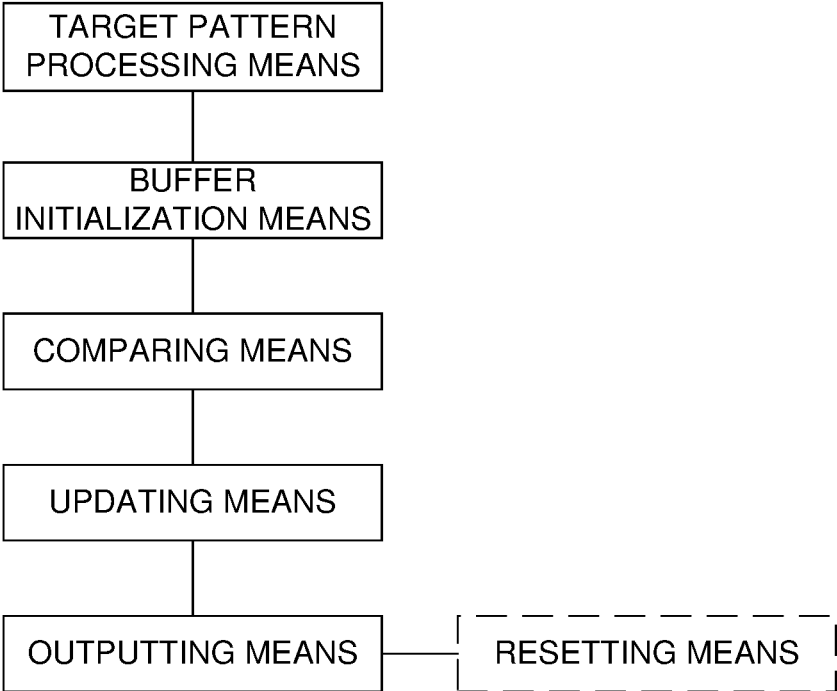 TARGET PATTERN
PROCESSING MEANS
BUFFER
INITIALIZATION MEANS
COMPARING MEANS
UPDATING MEANS
OUTPUTTING MEANS
RESETTING MEANS